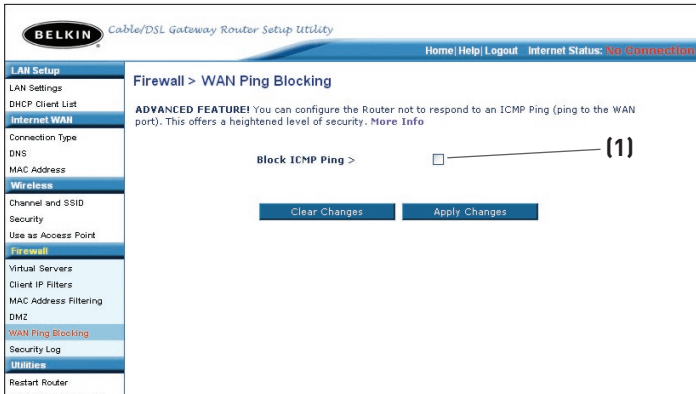 BELKIN
Cable/DSL Gateway Router Setup Utility
Home| Help| Logout Internet Status: No Connection
LAN Setup
LAN Settings
DHCP Client List
Internet WAN
Connection Type
DNS
MAC Address
Wireless
Channel and SSID
Security
Use as Access Point
Firewall
Virtual Servers
Client IP Filters
MAC Address Filtering
DMZ
WAN Ping Blocking
Security Log
Utilities
Restart Router
Firewall > WAN Ping Blocking
ADVANCED FEATURE! You can configure the Router not to respond to an ICMP Ping (ping to the WAN
port). This offers a heightened level of security. More Info
Block ICMP Ping >
(1)
Clear Changes Apply Changes